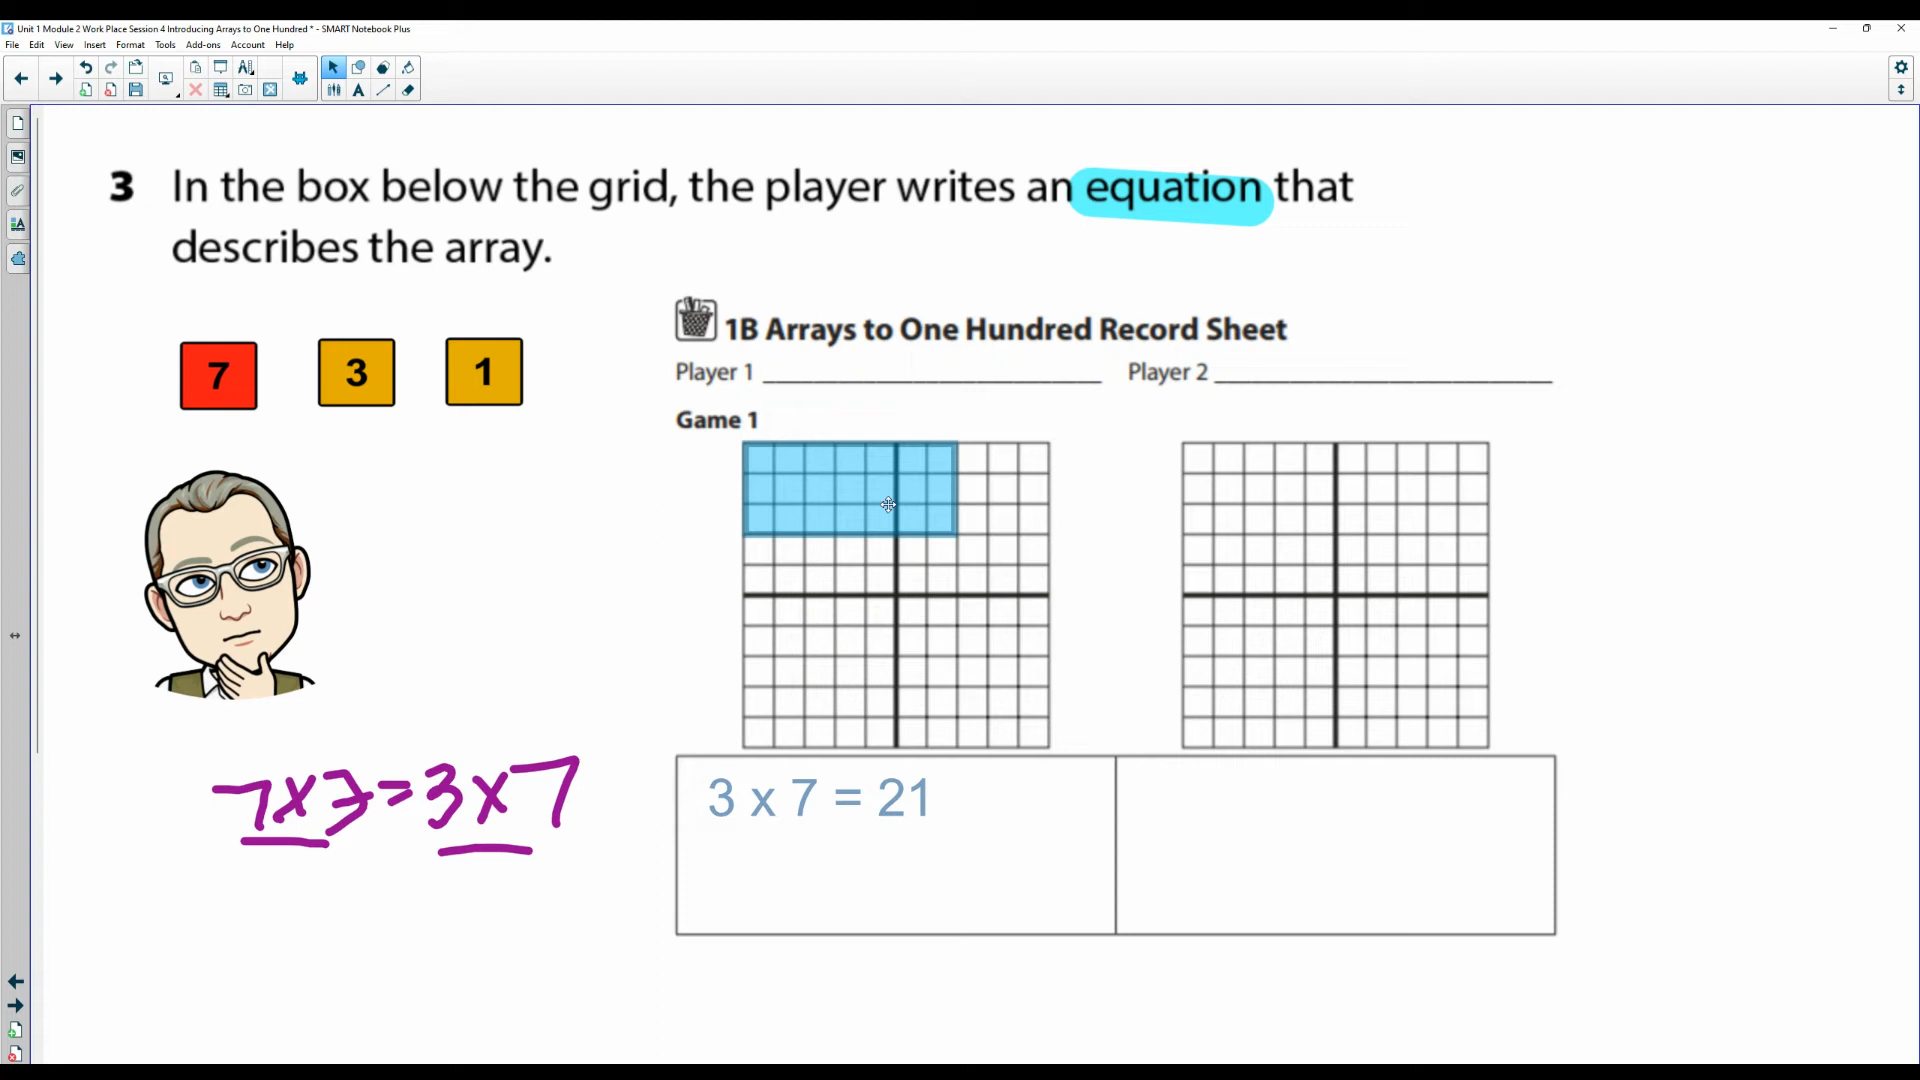 Unit 1 Module 2 Work Place Session 4 Introducing Arrays to One Hundred * - SMART Notebook Plus
File Edit View Insert Format Tools Add-ons Account Help
3 In the box below the grid, the player writes an equation that
describes the array.
7 3 1
1B Arrays to One Hundred Record Sheet
Player 1 ____________________________ Player 2 ____________________________
Game 1
7x3=3x7
3 x 7 = 21